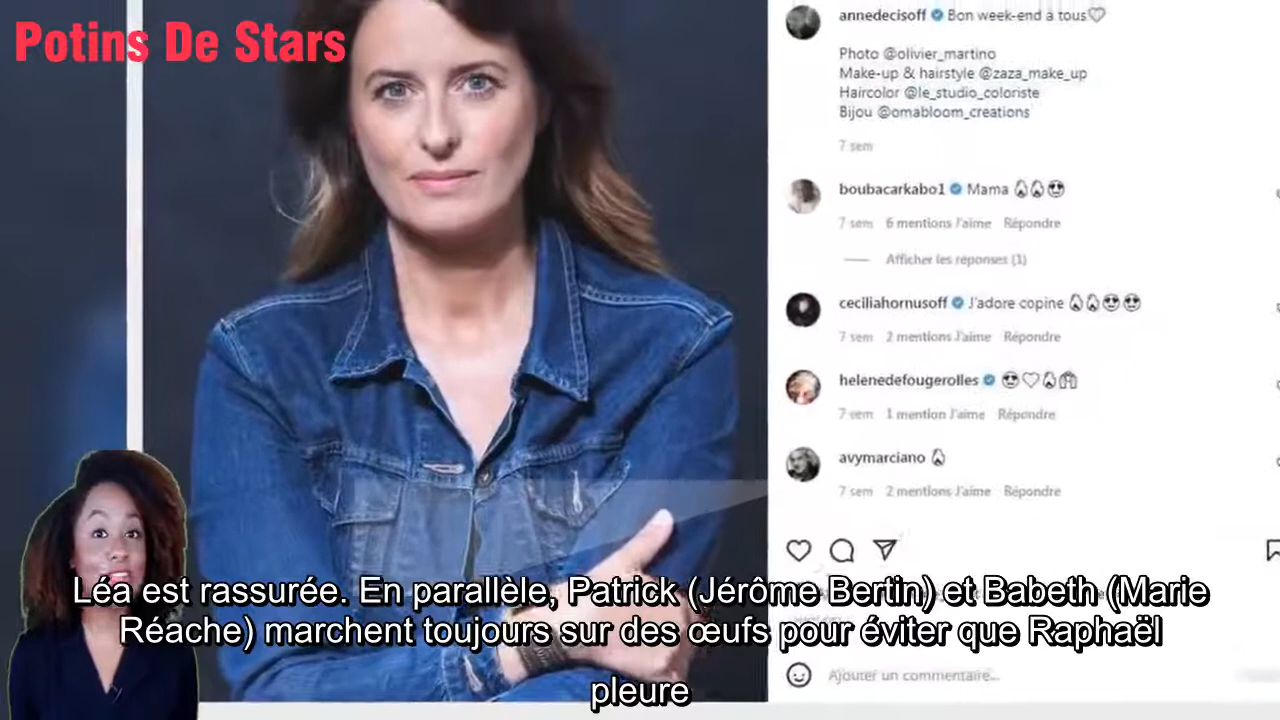 Potins De Stars
annedecisoff Bon week-end à tous
Photo @olivier_martino
Make-up & hairstyle @zaza_make_up
Haircolor @le_studio_coloriste
Bijou @omabloom_creations
7 sem
boubacarkabo1 Mama
7 sem 6 mentions J'aime Répondre
Afficher les réponses (1)
ceciliahornusoff J'adore copine
7 sem 2 mentions J'aime Répondre
helenedefougerolles
7 sem 1 mention J'aime Répondre
avymarciano
7 sem 2 mentions J'aime Répondre
Léa est rassurée. En parallèle, Patrick (Jérôme Bertin) et Babeth (Marie
Réache) marchent toujours sur des œufs pour éviter que Raphaël
pleure
Ajouter un commentaire...